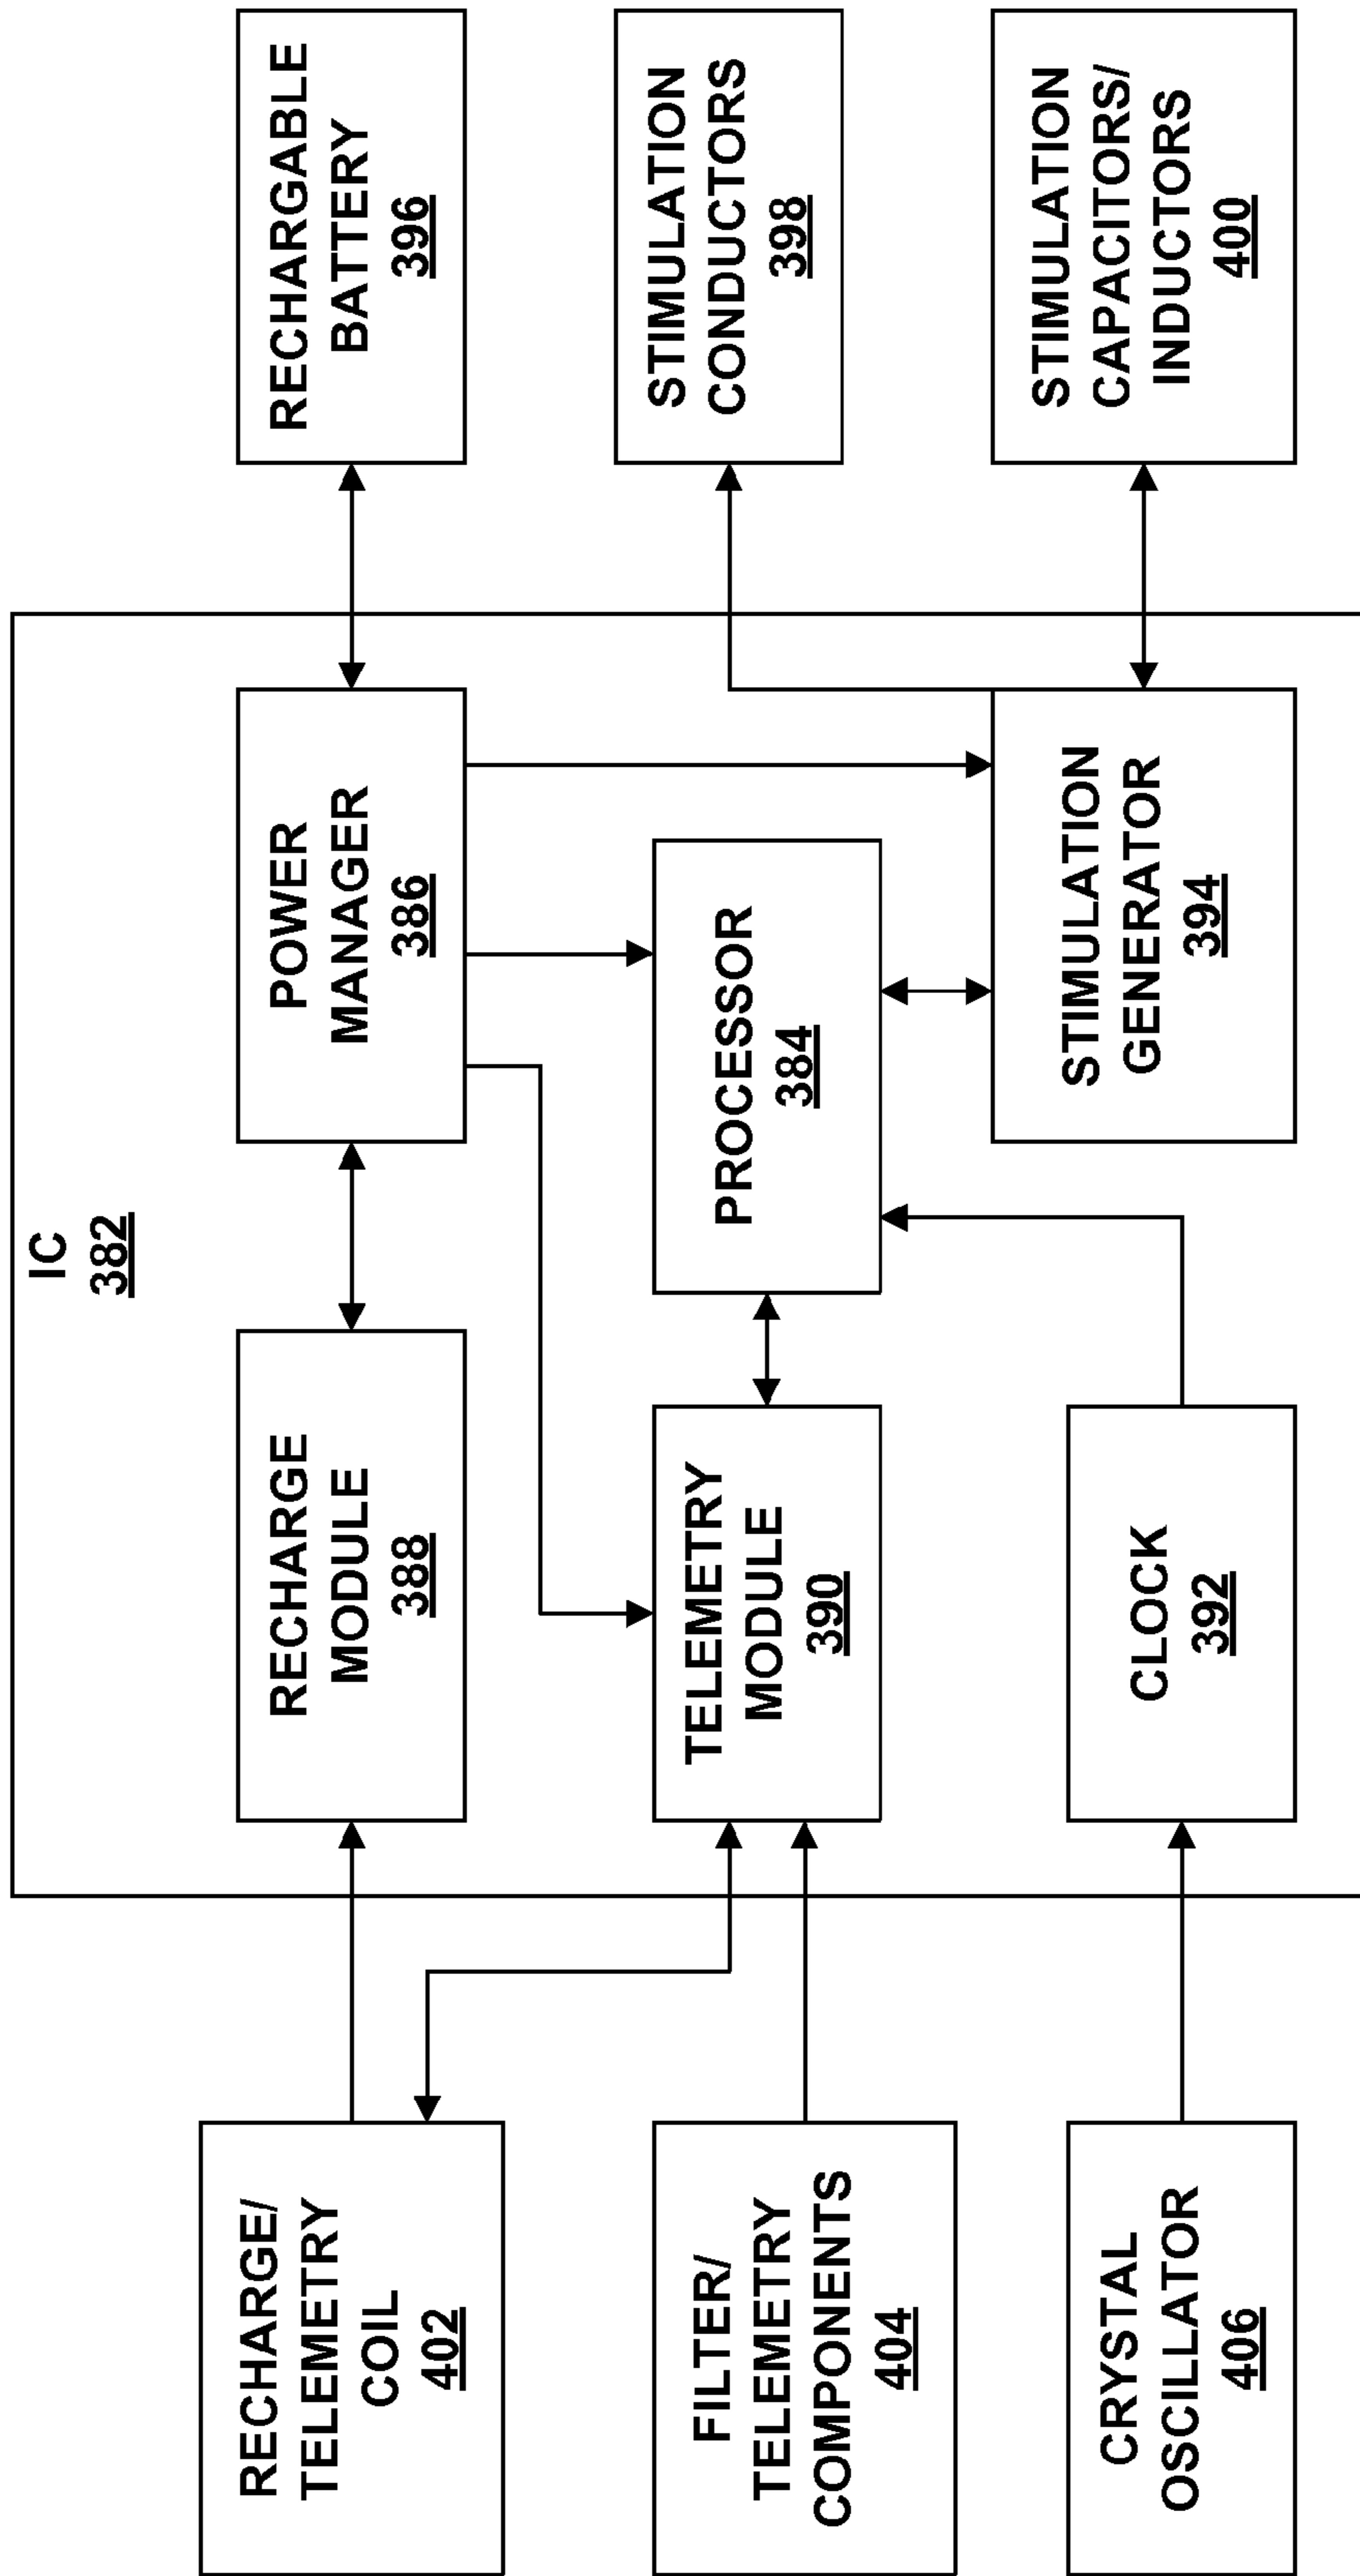 IC
382
RECHARGE/
TELEMETRY
COIL
402
RECHARGE
MODULE
388
POWER
MANAGER
386
RECHARGABLE
BATTERY
396
FILTER/
TELEMETRY
COMPONENTS
404
TELEMETRY
MODULE
390
PROCESSOR
384
STIMULATION
CONDUCTORS
398
CRYSTAL
OSCILLATOR
406
CLOCK
392
STIMULATION
GENERATOR
394
STIMULATION
CAPACITORS/
INDUCTORS
400